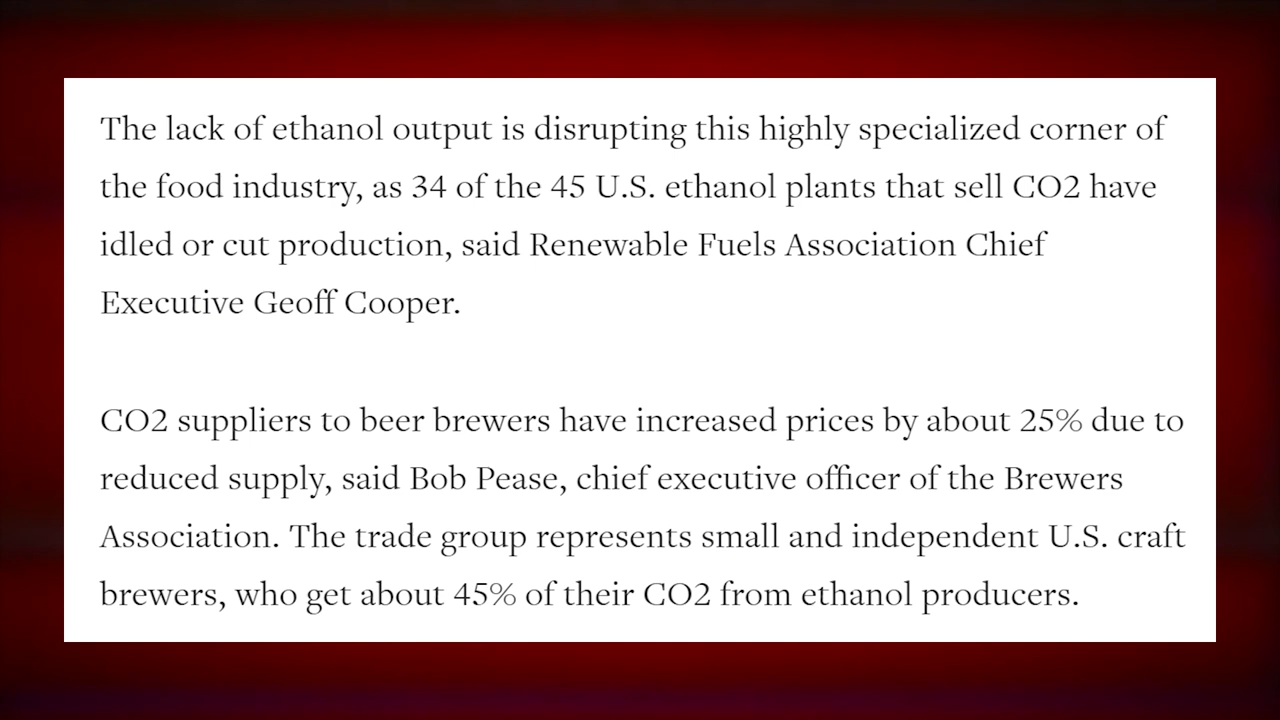 The lack of ethanol output is disrupting this highly specialized corner of
the food industry, as 34 of the 45 U.S. ethanol plants that sell CO2 have
idled or cut production, said Renewable Fuels Association Chief
Executive Geoff Cooper.
CO2 suppliers to beer brewers have increased prices by about 25% due to
reduced supply, said Bob Pease, chief executive officer of the Brewers
Association. The trade group represents small and independent U.S. craft
brewers, who get about 45% of their CO2 from ethanol producers.